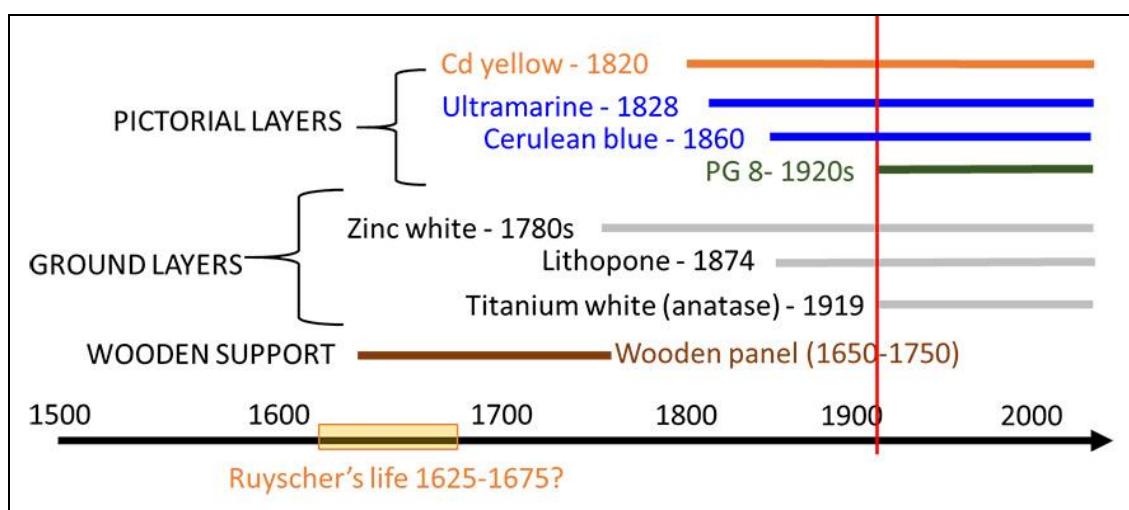 Cd yellow - 1820
PICTORIAL LAYERS
Ultramarine - 1828
Cerulean blue - 1860
PG 8- 1920s
Zinc white - 1780s
GROUND LAYERS
Lithopone - 1874
Titanium white (anatase) - 1919
WOODEN SUPPORT Wooden panel (1650-1750)
1500 1600 1700 1800 1900 2000
Ruyscher’s life 1625-1675?